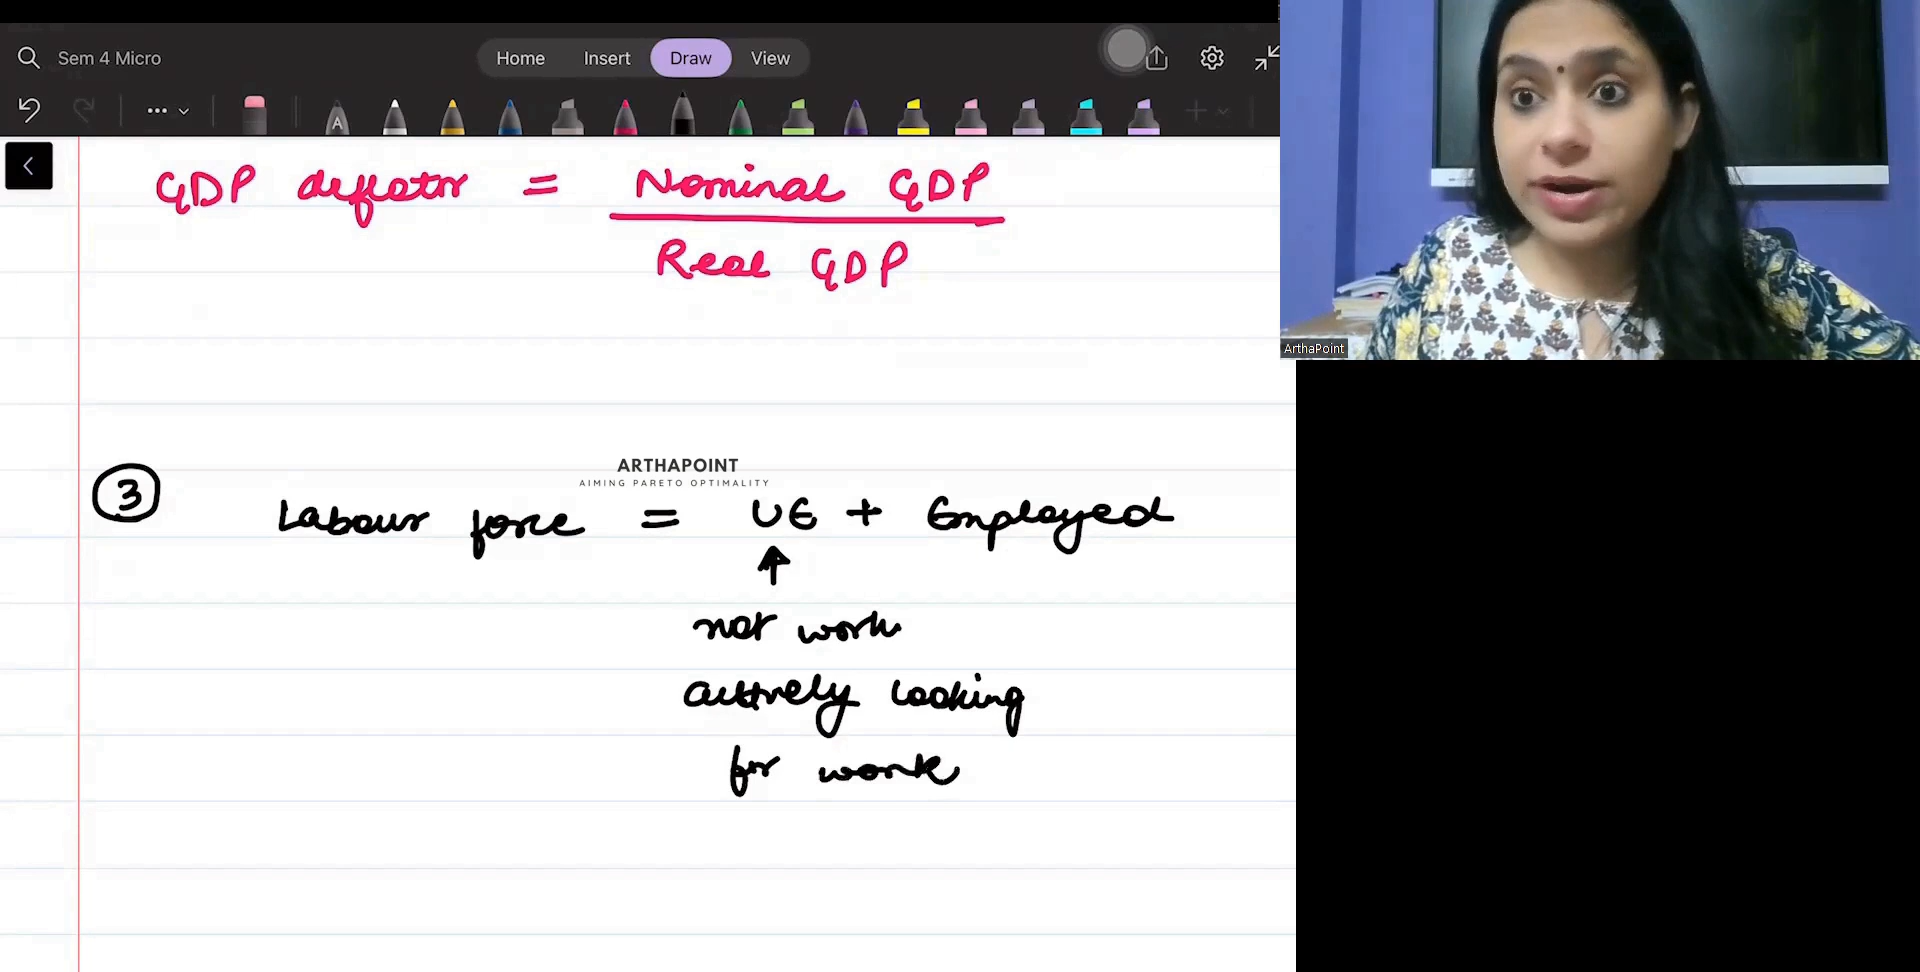 Sem 4 Micro
Home Insert Draw View
A
GDP deflator = Nominal GDP
Real GDP
ArthaPoint
ARTHAPOINT
AIMING PARETO OPTIMALITY
3
Labour force = UE + Employed
not work
actively looking
for work